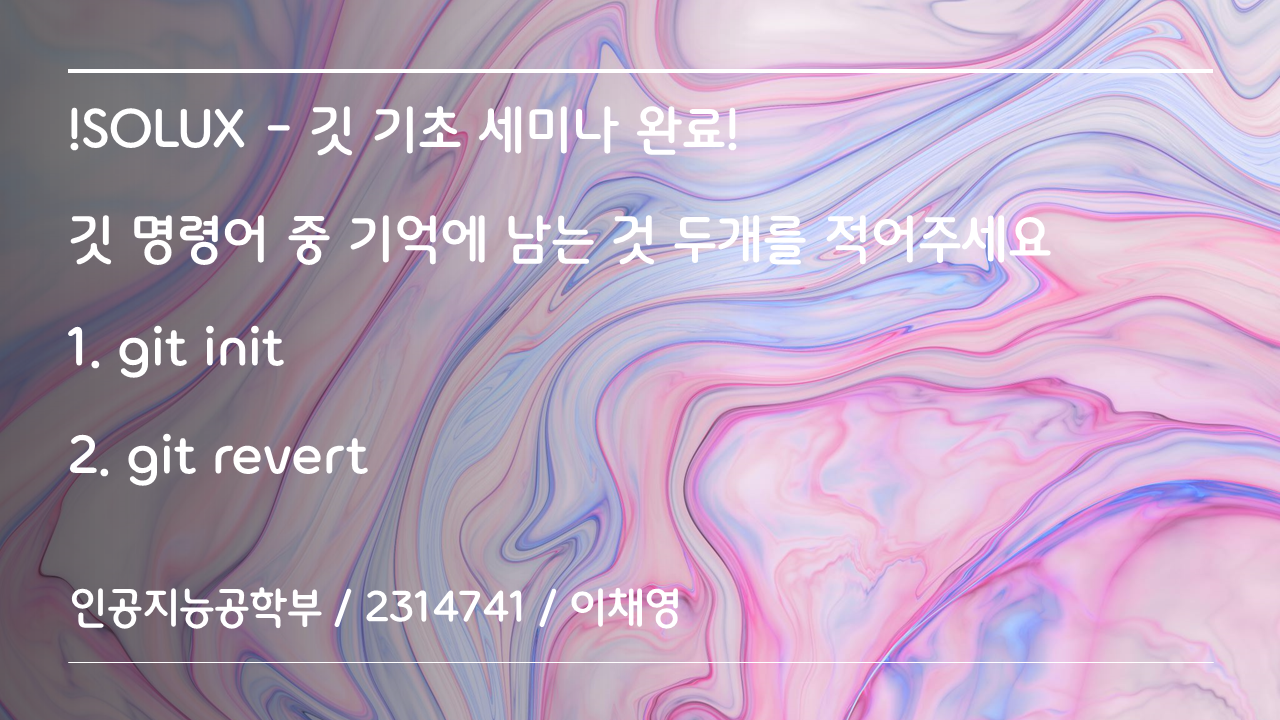 !SOLUX - 깃 기초 세미나 완료!
깃 명령어 중 기억에 남는 것 두개를 적어주세요
1. git init
2. git revert
인공지능공학부 / 2314741 / 이채영